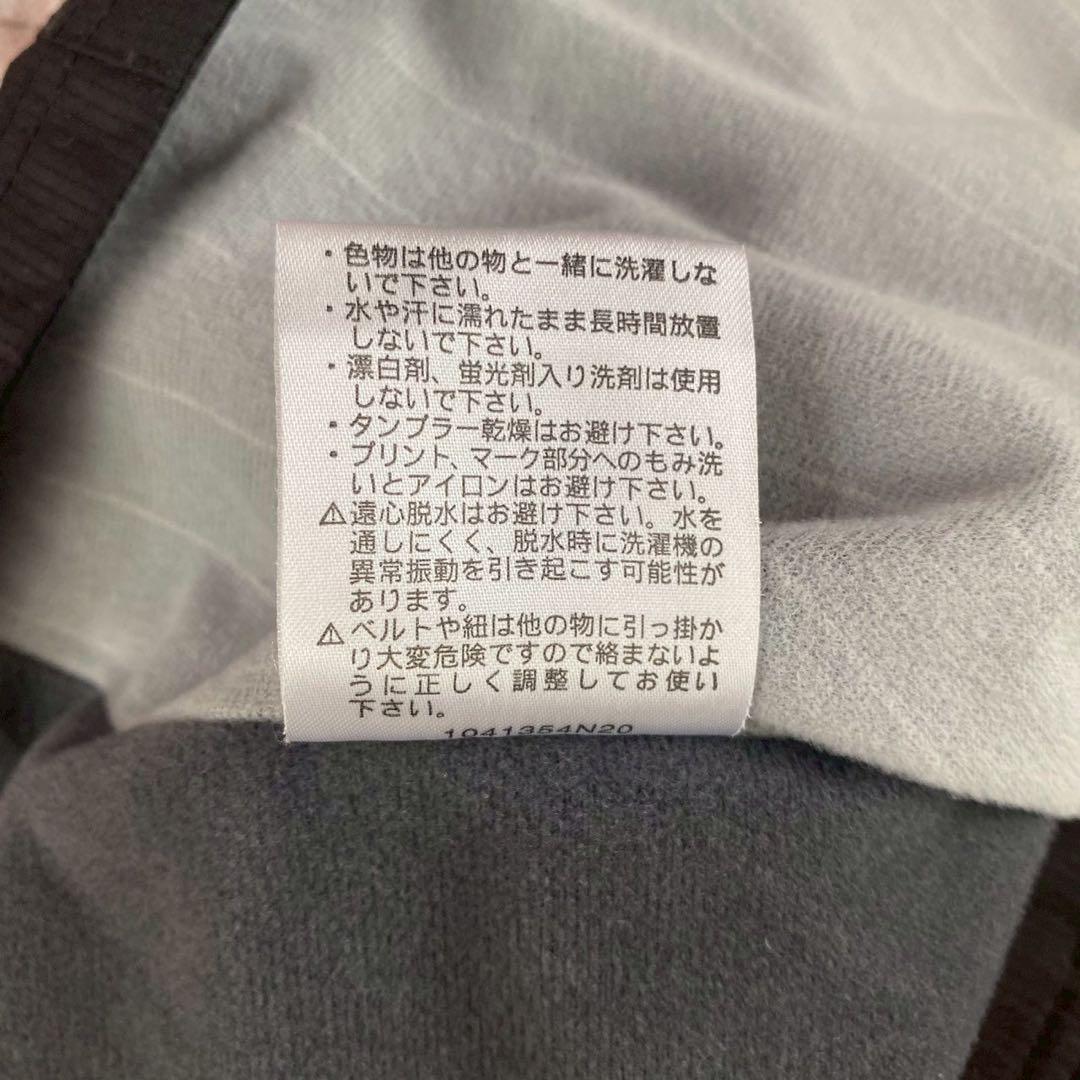 ・色物は他の物と一緒に洗濯しな
いで下さい。
・水や汗に濡れたまま長時間放置
しないで下さい。
・漂白剤、蛍光剤入り洗剤は使用
しないで下さい。
・タンブラー乾燥はお避け下さい。
・プリント、マーク部分へのもみ洗
いとアイロンはお避け下さい。
⚠遠心脱水はお避け下さい。水を
通しにくく、脱水時に洗濯機の
異常振動を引き起こす可能性が
あります。
⚠ベルトや紐は他の物に引っ掛か
り大変危険ですので絡まないよ
うに正しく調整してお使い
下さい。
1041354N20